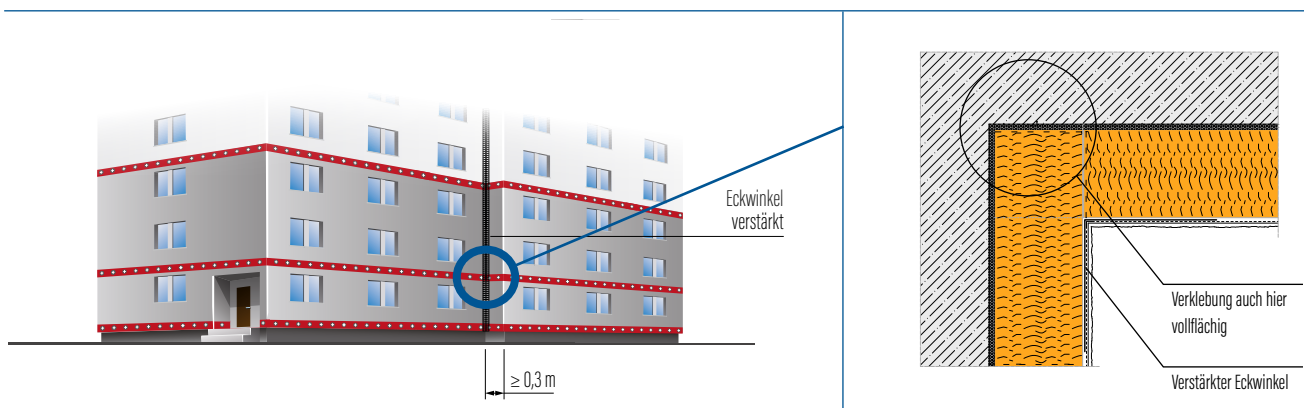 Eckwinkel
verstärkt
≥ 0,3 m
Verklebung auch hier
vollflächig
Verstärkter Eckwinkel